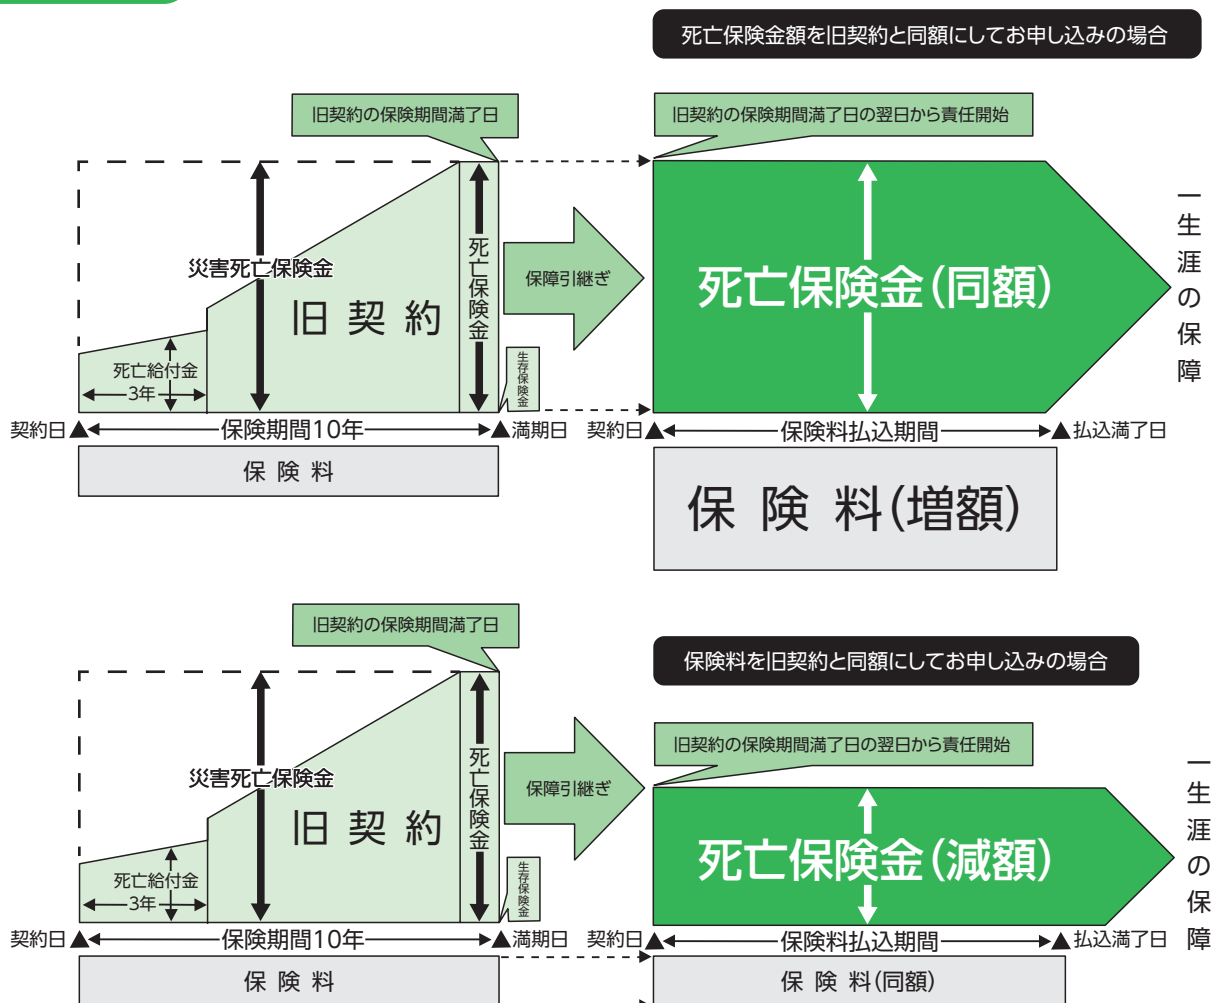 死亡保険金額を旧契約と同額にしてお申し込みの場合
旧契約の保険期間満了日
旧契約の保険期間満了日の翌日から責任開始
災害死亡保険金
旧契約
死亡保険金
死亡給付金
3年
生存保険金
保障引継ぎ
死亡保険金(同額)
一生涯の保障
契約日
保険期間10年
満期日
契約日
保険料払込期間
払込満了日
保険料
保険料(増額)
旧契約の保険期間満了日
保険料を旧契約と同額にしてお申し込みの場合
旧契約の保険期間満了日の翌日から責任開始
災害死亡保険金
旧契約
死亡保険金
死亡給付金
3年
生存保険金
保障引継ぎ
死亡保険金(減額)
一生涯の保障
契約日
保険期間10年
満期日
契約日
保険料払込期間
払込満了日
保険料
保険料(同額)